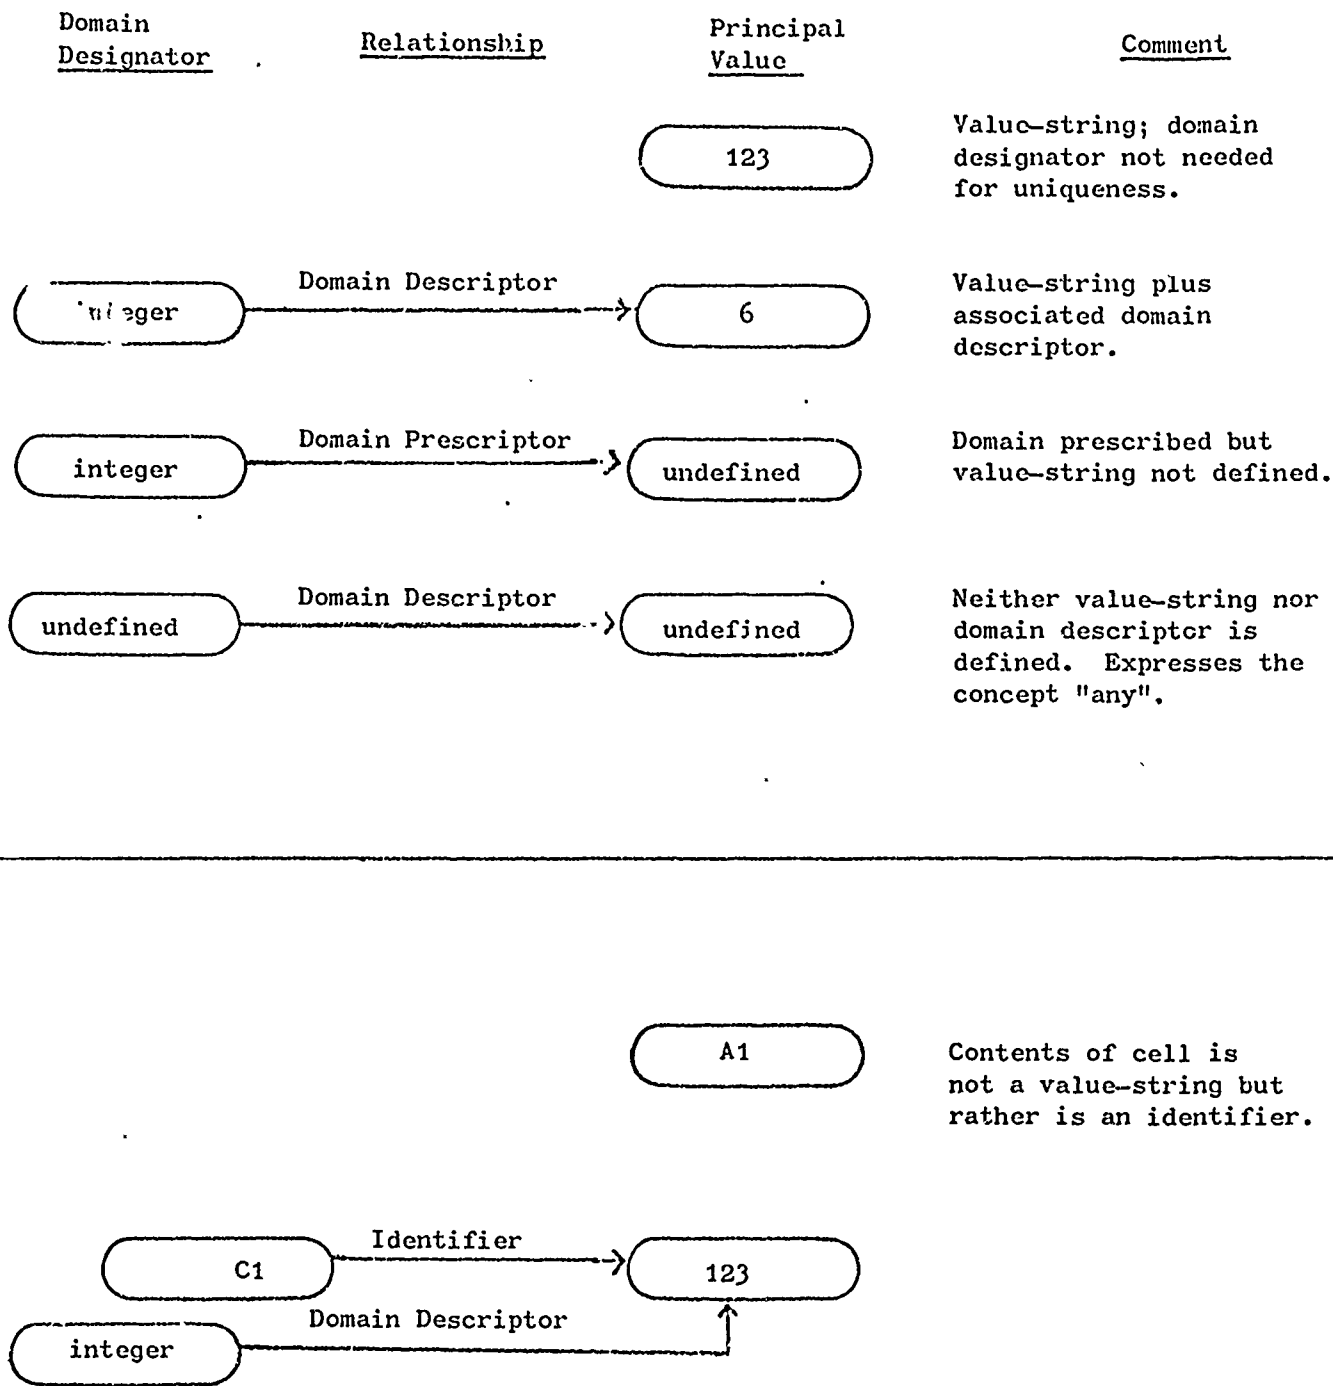 Domain
Designator
Relationship
Principal
Value
Comment
123
Value-string; domain
designator not needed
for uniqueness.
Domain Descriptor
6
Value-string plus
associated domain
descriptor.
integer
Domain Prescriptor
undefined
Domain prescribed but
value-string not defined.
undefined
Domain Descriptor
undefined
Neither value-string nor
domain descriptor is
defined. Expresses the
concept "any".
A1
Contents of cell is
not a value-string but
rather is an identifier.
C1
Identifier
123
integer
Domain Descriptor